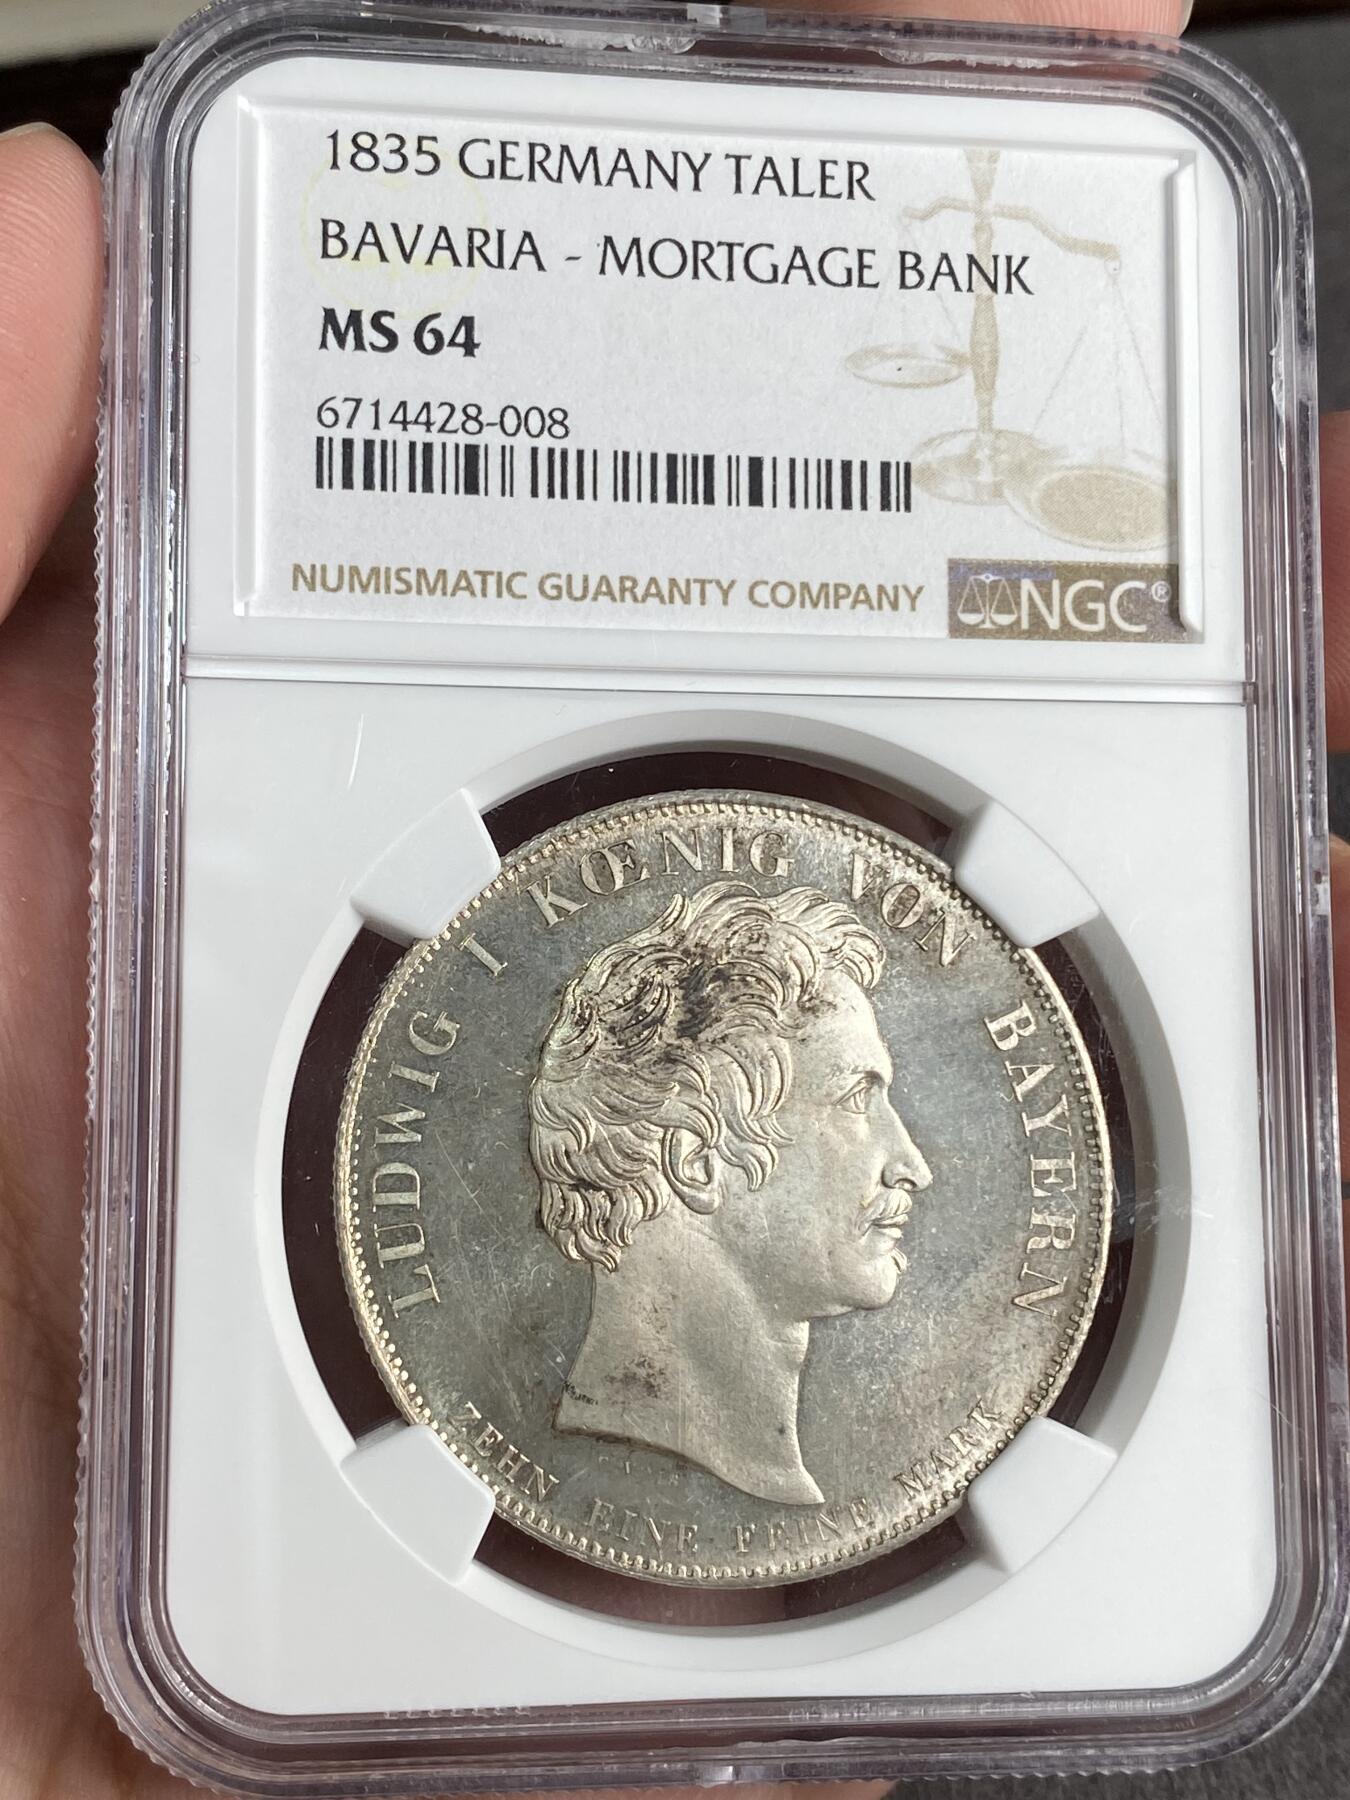 1835 GERMANY TALER
BAVARIA - MORTGAGE BANK
MS 64
6714428-008
NUMISMATIC GUARANTY COMPANY
NGC®
LUDWIG I KŒNIG VON BAYERN
ZEHN EINE FEINE MARK